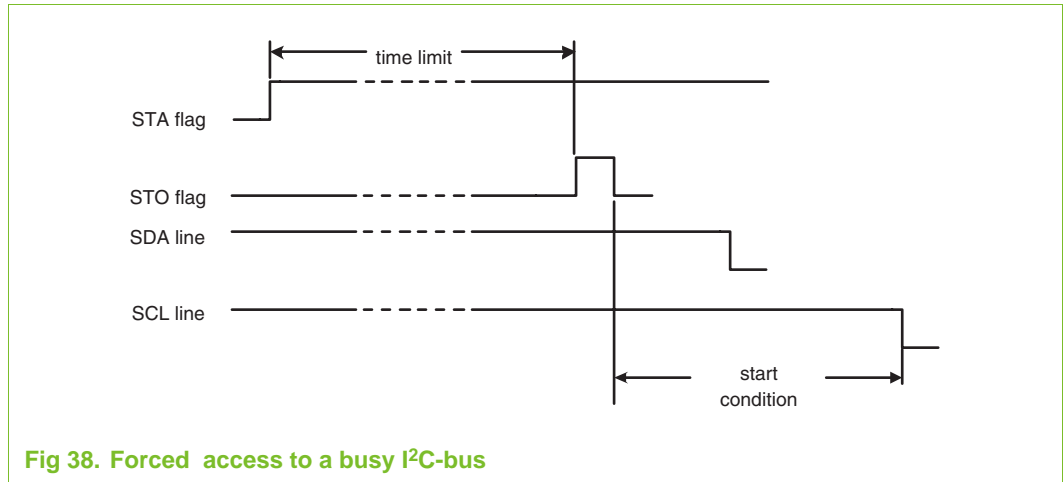 time limit
STA flag
STO flag
SDA line
SCL line
start
condition
Fig 38. Forced access to a busy I²C-bus